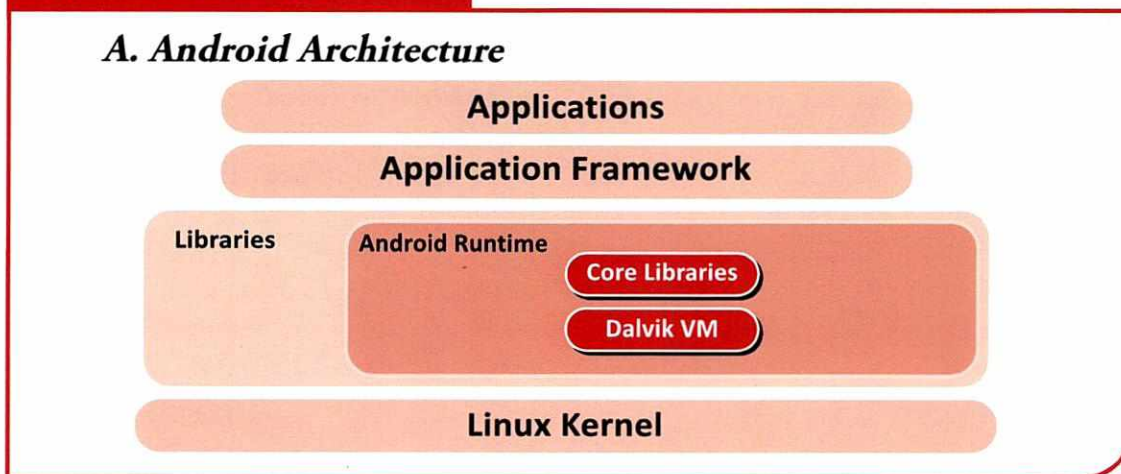 A. Android Architecture
Applications
Application Framework
Libraries
Android Runtime
Core Libraries
Dalvik VM
Linux Kernel